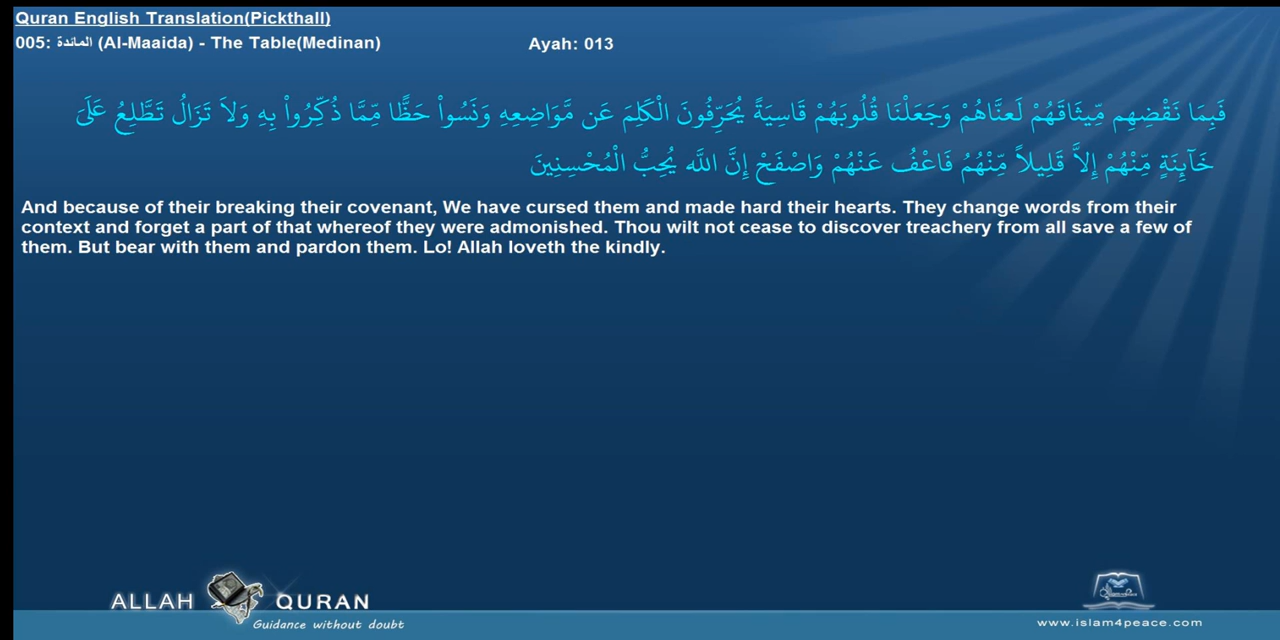 Quran English Translation(Pickthall)
005: المائدة (Al-Maaida) - The Table(Medinan)
Ayah: 013
فَبِمَا نَقْضِهِم مِّيثَاقَهُمْ لَعنَّاهُمْ وَجَعَلْنَا قُلُوبَهُمْ قَاسِيَةً يُحَرِّفُونَ الْكَلِمَ عَن مَّوَاضِعِهِ وَنَسُواْ حَظًّا مِّمَّا ذُكِّرُواْ بِهِ وَلاَ تَزَالُ تَطَّلِعُ عَلَىَ
خَآئِنَةٍ مِّنْهُمْ إِلاَّ قَلِيلاً مِّنْهُمُ فَاعْفُ عَنْهُمْ وَاصْفَحْ إِنَّ اللّه يُحِبُّ الْمُحْسِنِينَ
And because of their breaking their covenant, We have cursed them and made hard their hearts. They change words from their
context and forget a part of that whereof they were admonished. Thou wilt not cease to discover treachery from all save a few of
them. But bear with them and pardon them. Lo! Allah loveth the kindly.
ALLAH QURAN
Guidance without doubt
www.islam4peace.com